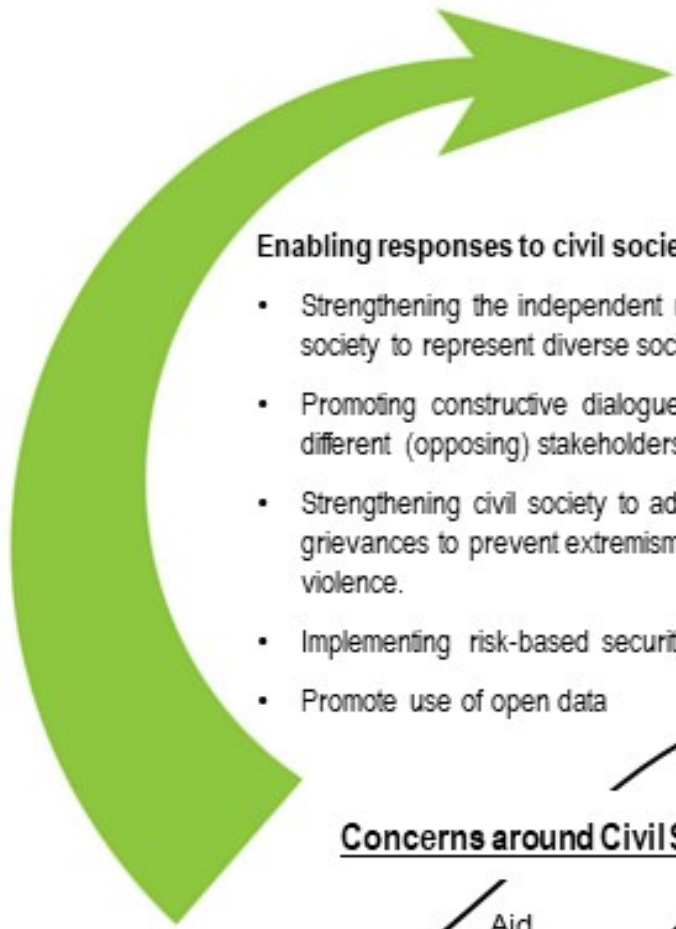 Enabling responses to civil socie
• Strengthening the independent
society to represent diverse soc
• Promoting constructive dialogue
different (opposing) stakeholders
• Strengthening civil society to ad
grievances to prevent extremism
violence.
• Implementing risk-based securit
• Promote use of open data
Concerns around Civil S
Aid